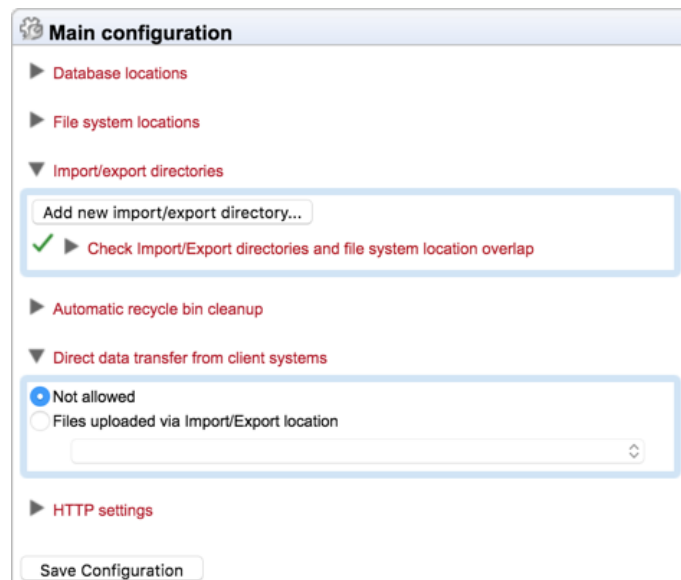 Main configuration
Database locations
File system locations
Import/export directories
Add new import/export directory...
Check Import/Export directories and file system location overlap
Automatic recycle bin cleanup
Direct data transfer from client systems
Not allowed
Files uploaded via Import/Export location
HTTP settings
Save Configuration